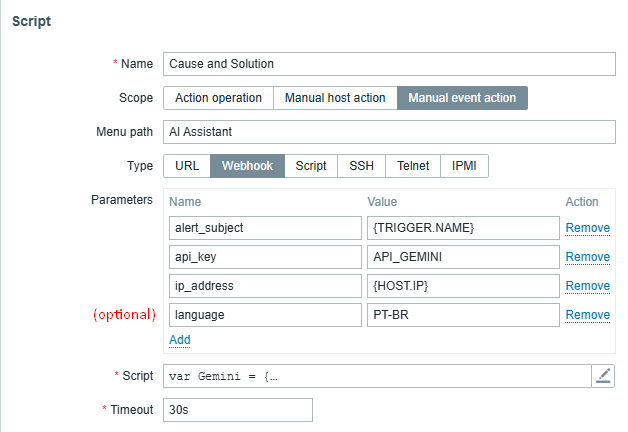 Script
* Name Cause and Solution
Scope Action operation Manual host action Manual event action
Menu path AI Assistant
Type URL Webhook Script SSH Telnet IPMI
Parameters Name Value Action
alert_subject {TRIGGER.NAME} Remove
api_key API_GEMINI Remove
ip_address {HOST.IP} Remove
(optional) language PT-BR Remove
Add
* Script var Gemini = {…
* Timeout 30s